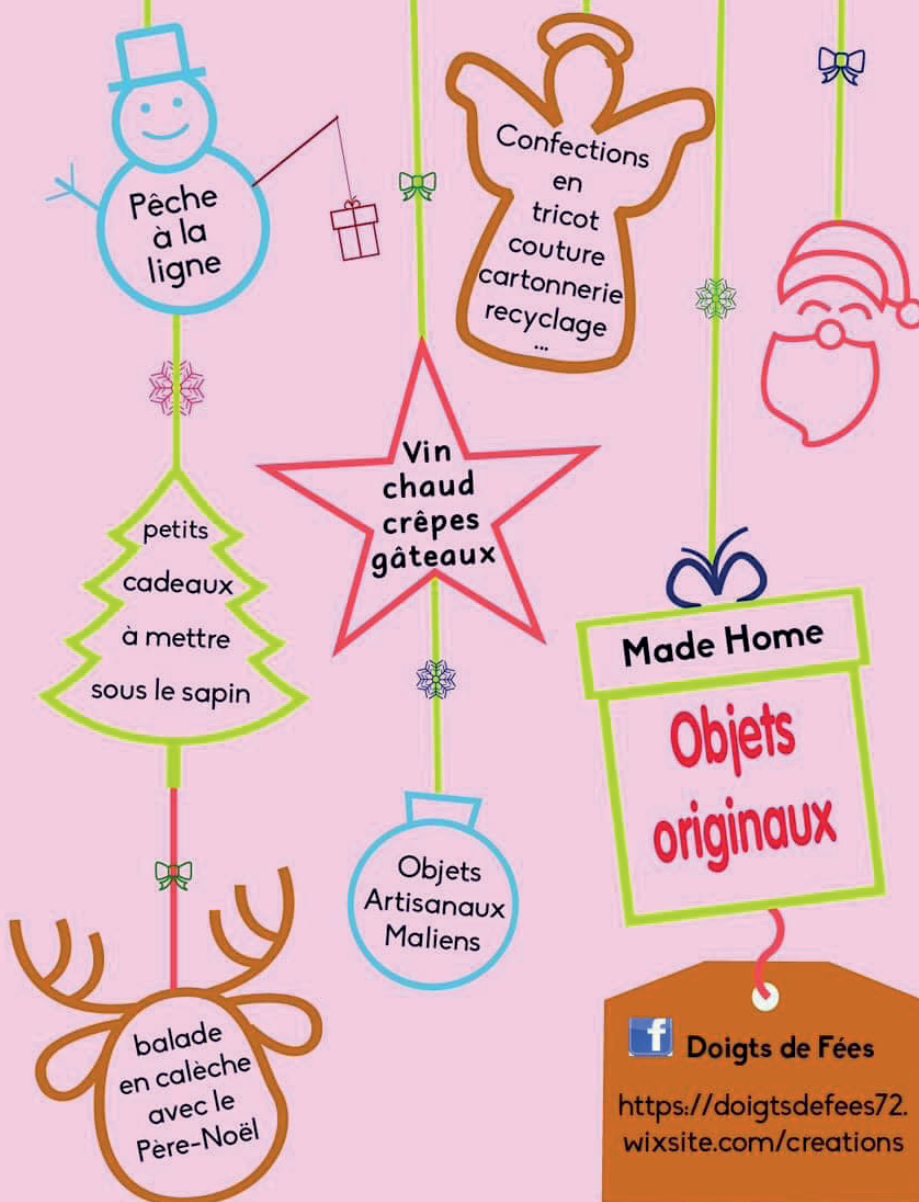 Pêche
à la
ligne
Confections
en
tricot
couture
cartonnerie
recyclage
...
Vin
chaud
crêpes
gâteaux
petits
cadeaux
à mettre
sous le sapin
Made Home
Objets
originaux
Objets
Artisanaux
Maliens
balade
en calèche
avec le
Père-Noël
f Doigts de Fées
https://doigtsdefees72.
wixsite.com/creations